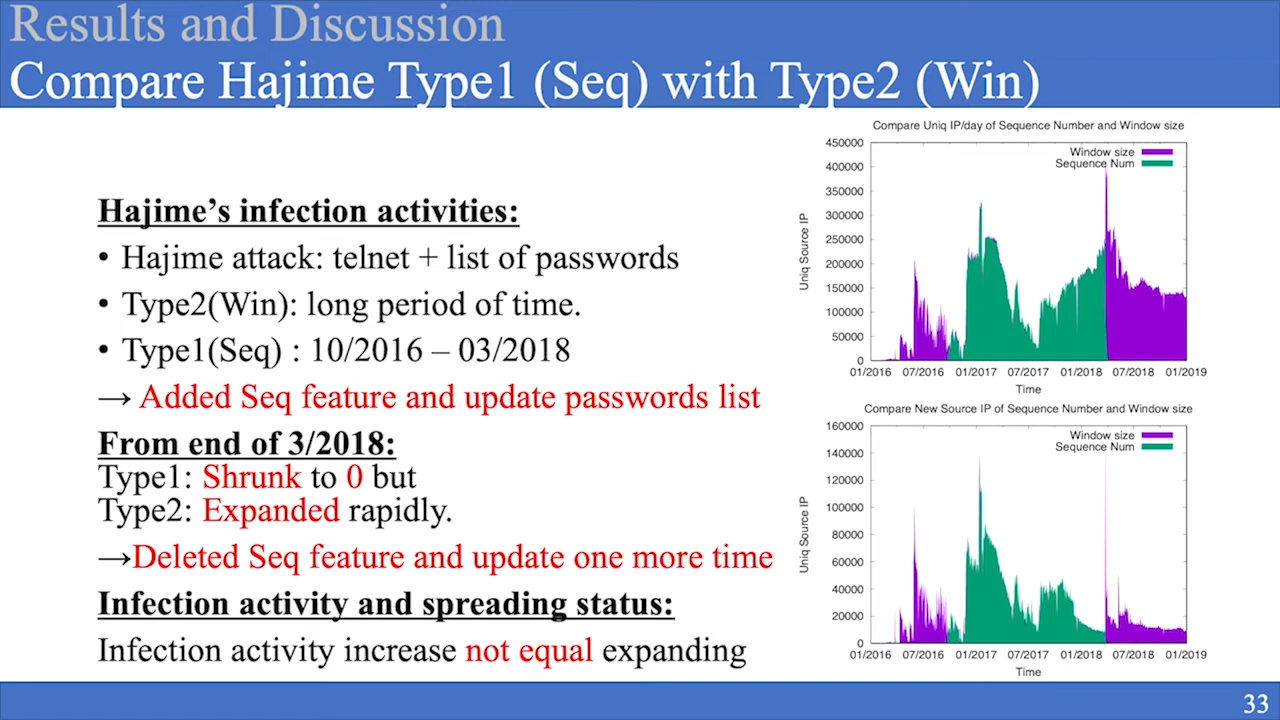 Results and Discussion
Compare Hajime Type1 (Seq) with Type2 (Win)
Hajime’s infection activities:
• Hajime attack: telnet + list of passwords
• Type2(Win): long period of time.
• Type1(Seq) : 10/2016 – 03/2018
→ Added Seq feature and update passwords list
From end of 3/2018:
Type1: Shrunk to 0 but
Type2: Expanded rapidly.
→Deleted Seq feature and update one more time
Infection activity and spreading status:
Infection activity increase not equal expanding
Compare Uniq IP/day of Sequence Number and Window size
Window size
Sequence Num
450000
400000
350000
300000
250000
200000
150000
100000
50000
0
Uniq Source IP
01/2016 07/2016 01/2017 07/2017 01/2018 07/2018 01/2019
Time
Compare New Source IP of Sequence Number and Window size
Window size
Sequence Num
160000
140000
120000
100000
80000
60000
40000
20000
0
Uniq Source IP
01/2016 07/2016 01/2017 07/2017 01/2018 07/2018 01/2019
Time
33